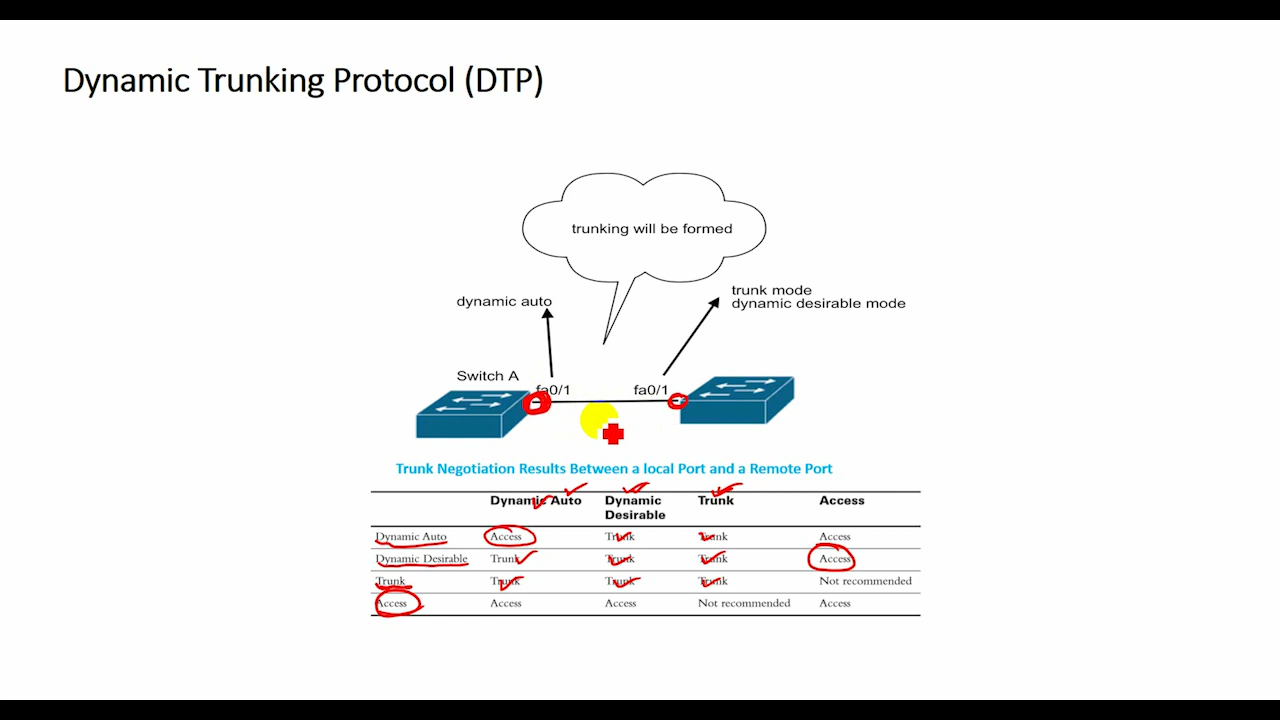 Dynamic Trunking Protocol (DTP)
trunking will be formed
dynamic auto
trunk mode
dynamic desirable mode
Switch A
fa0/1 fa0/1
Trunk Negotiation Results Between a local Port and a Remote Port
Dynamic Auto Dynamic Desirable Trunk Access
Dynamic Auto Access Trunk Trunk Access
Dynamic Desirable Trunk Trunk Trunk Access
Trunk Trunk Trunk Trunk Not recommended
Access Access Access Not recommended Access